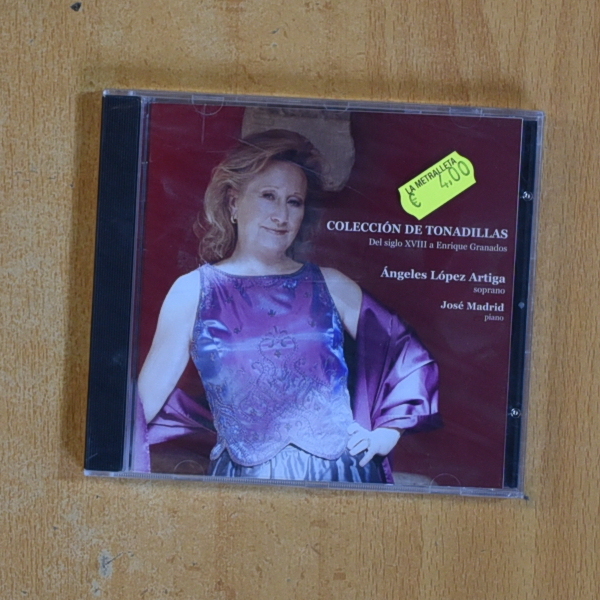 LA METRALLETA
€ 4,00
COLECCIÓN DE TONADILLAS
Del siglo XVIII a Enrique Granados
Ángeles López Artiga
soprano
José Madrid
piano